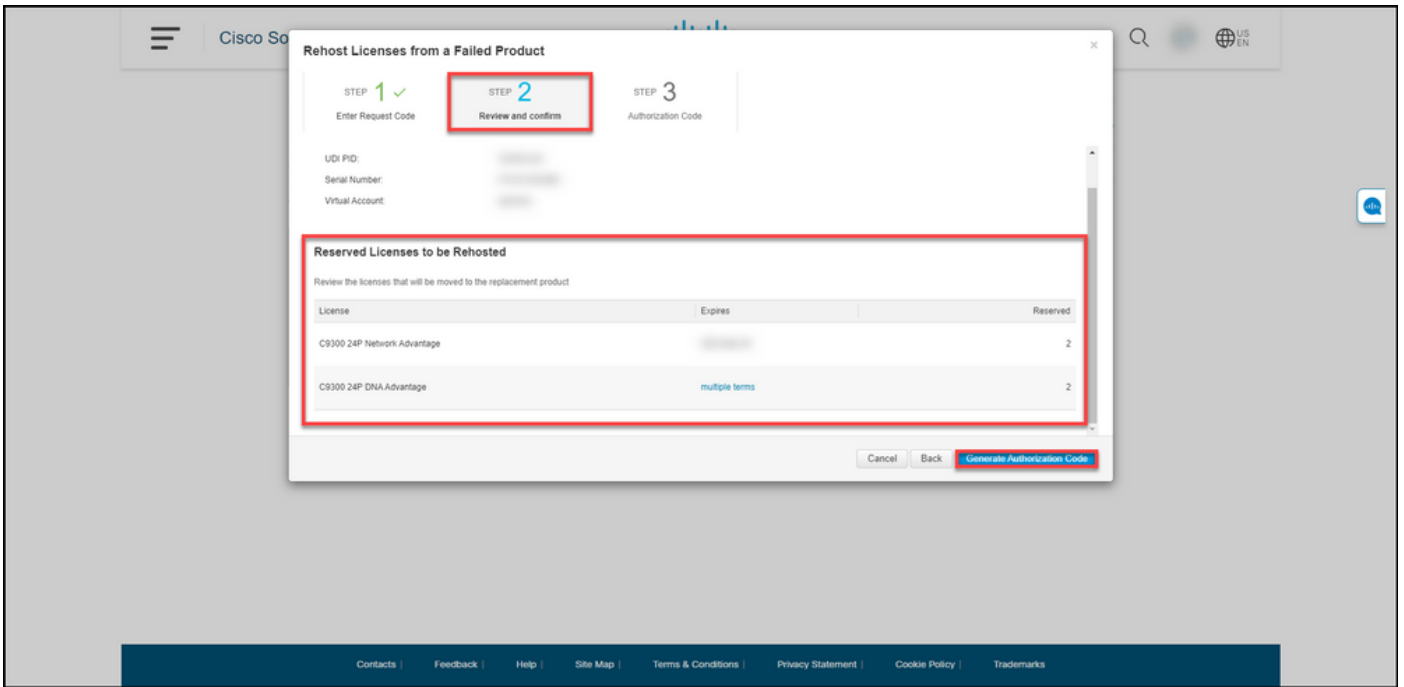 Cisco So
US
EN
Rehost Licenses from a Failed Product
×
STEP 1 ✓
STEP 2
STEP 3
Enter Request Code
Review and confirm
Authorization Code
UDI PID:
Serial Number:
Virtual Account:
Reserved Licenses to be Rehosted
Review the licenses that will be moved to the replacement product
License Expires Reserved
C9300 24P Network Advantage 2
C9300 24P DNA Advantage multiple terms 2
Cancel Back Generate Authorization Code
Contacts | Feedback | Help | Site Map | Terms & Conditions | Privacy Statement | Cookie Policy | Trademarks